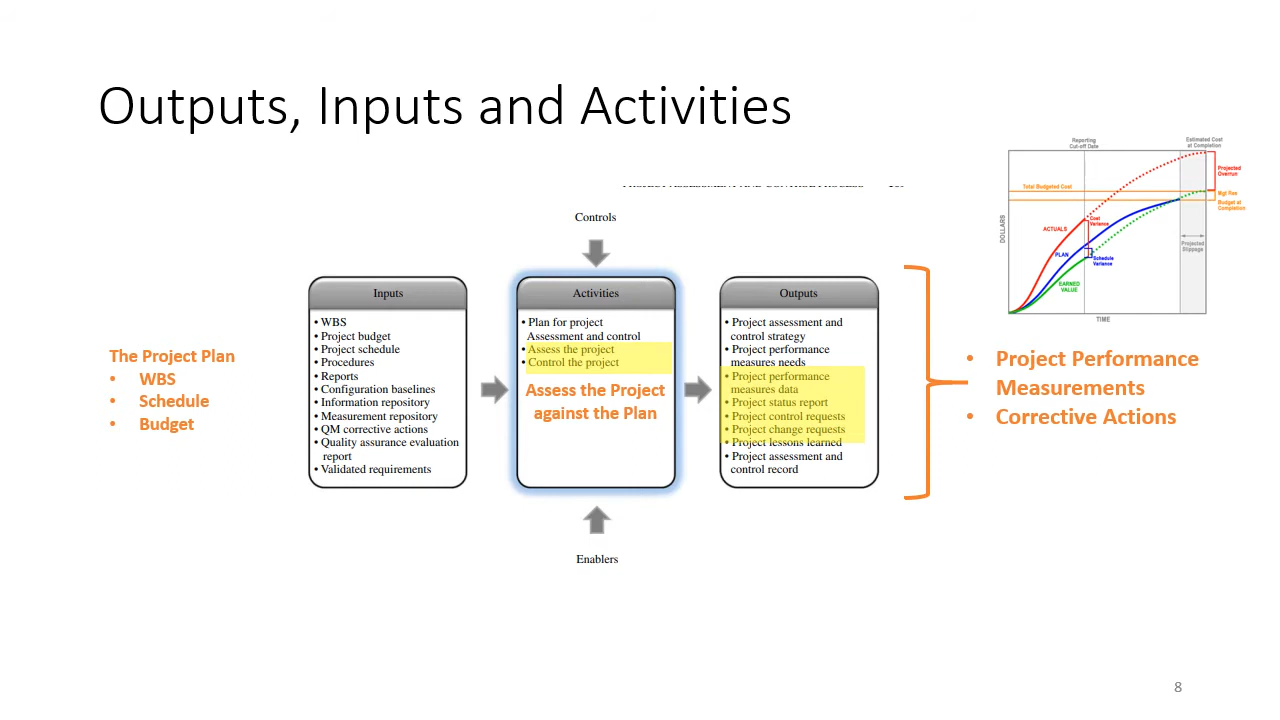 Outputs, Inputs and Activities
Controls
Inputs
• WBS
• Project budget
• Project schedule
• Procedures
• Reports
• Configuration baselines
• Information repository
• Measurement repository
• QM corrective actions
• Quality assurance evaluation
report
• Validated requirements
Activities
• Plan for project
Assessment and control
• Assess the project
• Control the project
Assess the Project
against the Plan
Outputs
• Project assessment and
control strategy
• Project performance
measures needs
• Project performance
measures data
• Project status report
• Project control requests
• Project change requests
• Project lessons learned
• Project assessment and
control record
Enablers
The Project Plan
• WBS
• Schedule
• Budget
Reporting
Cut-off Date
Estimated Cost
at Completion
Projected
Overrun
Total Budgeted Cost
Mgt Res
Budget at
Completion
Cost
Variance
ACTUALS
DOLLARS
PLAN
Schedule
Variance
Projected
Slippage
EARNED
VALUE
TIME
• Project Performance
Measurements
• Corrective Actions
8